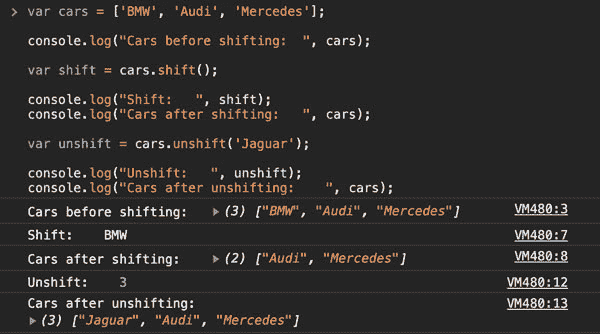 > var cars = ['BMW', 'Audi', 'Mercedes'];
console.log("Cars before shifting:  ", cars);
var shift = cars.shift();
console.log("Shift:   ", shift);
console.log("Cars after shifting:   ", cars);
var unshift = cars.unshift('Jaguar');
console.log("Unshift:   ", unshift);
console.log("Cars after unshifting:    ", cars);
Cars before shifting:   ▶(3) ["BMW", "Audi", "Mercedes"] VM480:3
Shift:    BMW VM480:7
Cars after shifting:    ▶(2) ["Audi", "Mercedes"] VM480:8
Unshift:    3 VM480:12
Cars after unshifting: VM480:13
▶(3) ["Jaguar", "Audi", "Mercedes"]